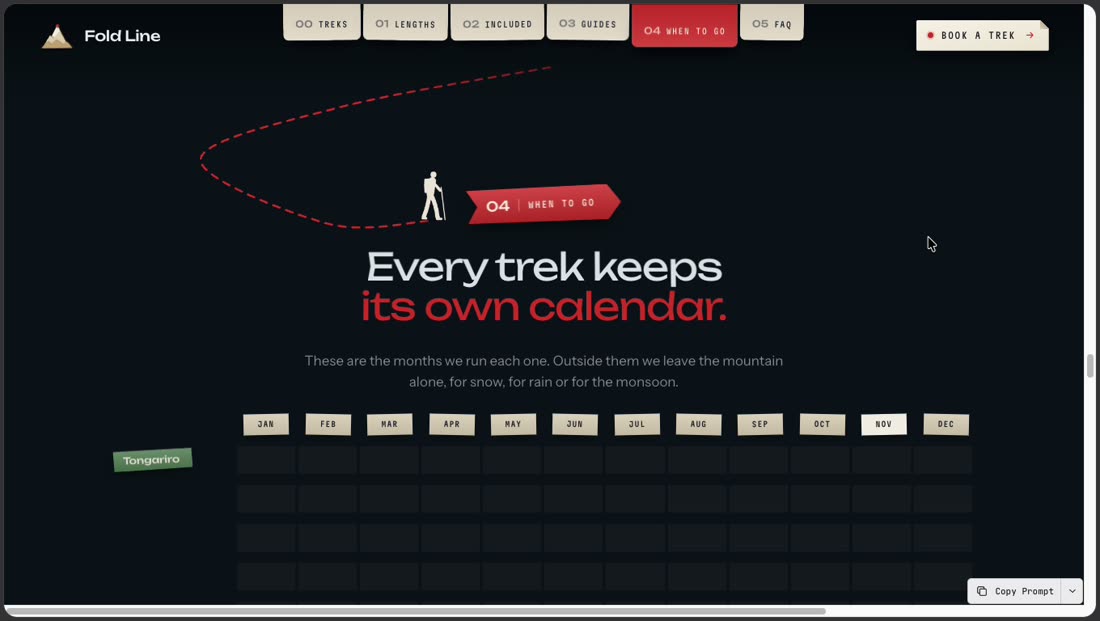 Fold Line
00 TREKS
01 LENGTHS
02 INCLUDED
03 GUIDES
04 WHEN TO GO
05 FAQ
BOOK A TREK →
04 | WHEN TO GO
Every trek keeps
its own calendar.
These are the months we run each one. Outside them we leave the mountain
alone, for snow, for rain or for the monsoon.
JAN FEB MAR APR MAY JUN JUL AUG SEP OCT NOV DEC
Tongariro
Copy Prompt